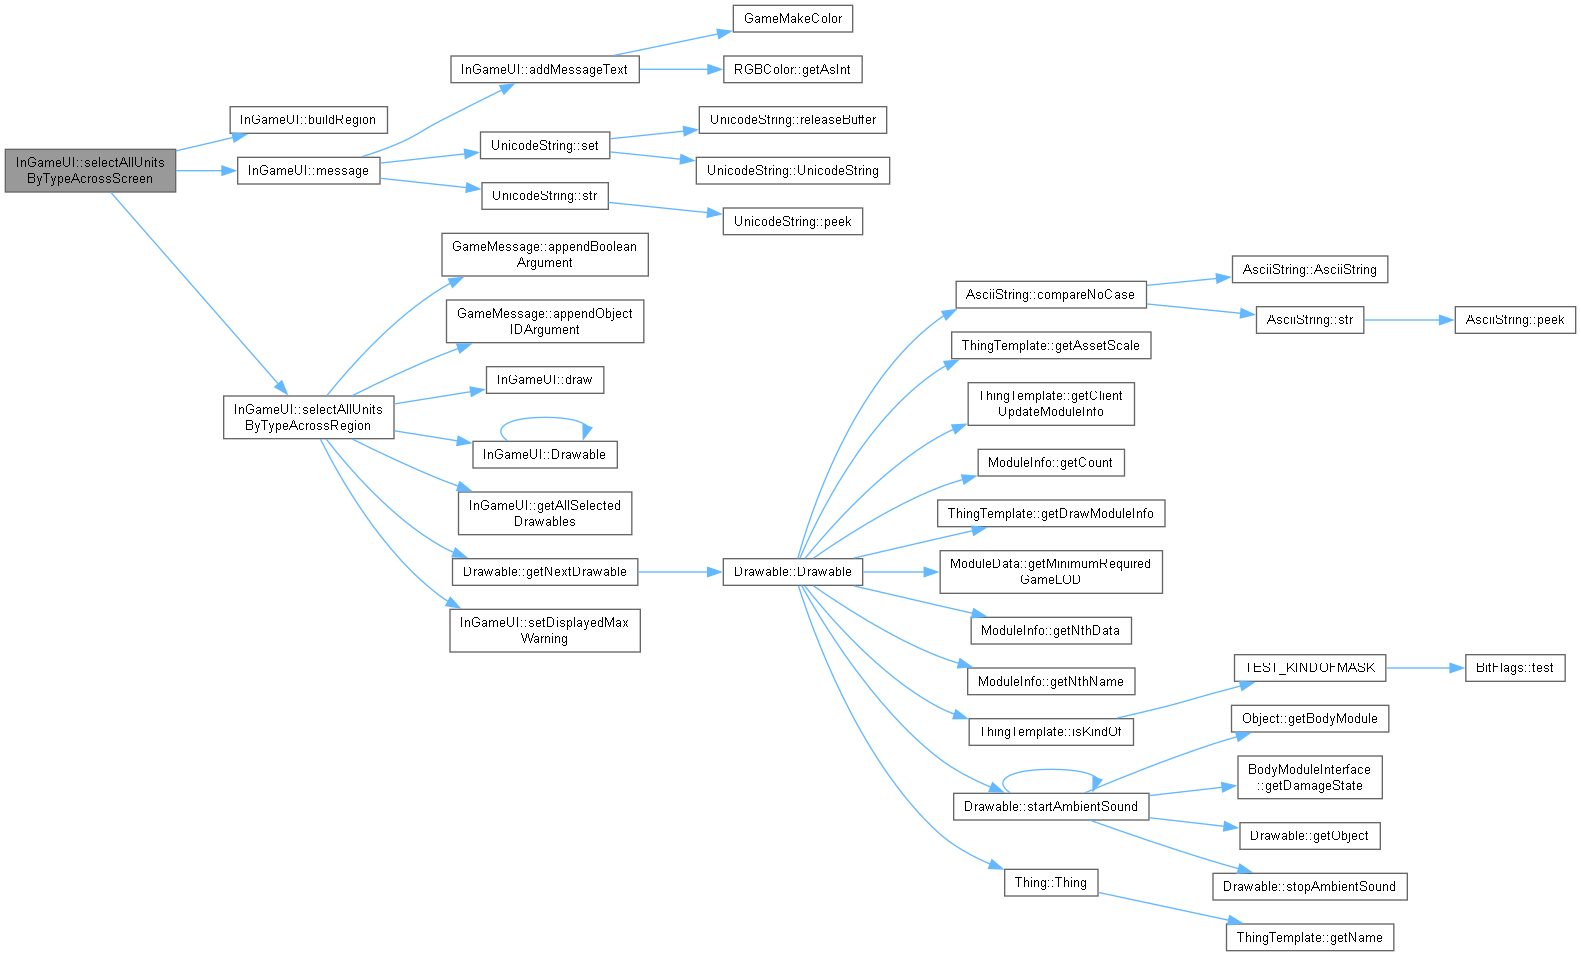 InGameUI::selectAllUnits
ByTypeAcrossScreen
InGameUI::buildRegion
InGameUI::message
InGameUI::addMessageText
GameMakeColor
RGBColor::getAsInt
UnicodeString::set
UnicodeString::releaseBuffer
UnicodeString::UnicodeString
UnicodeString::str
UnicodeString::peek
InGameUI::selectAllUnits
ByTypeAcrossRegion
GameMessage::appendBoolean
Argument
GameMessage::appendObject
IDArgument
InGameUI::draw
InGameUI::Drawable
InGameUI::getAllSelected
Drawables
Drawable::getNextDrawable
InGameUI::setDisplayedMax
Warning
Drawable::Drawable
AsciiString::compareNoCase
AsciiString::AsciiString
AsciiString::str
AsciiString::peek
ThingTemplate::getAssetScale
ThingTemplate::getClient
UpdateModuleInfo
ModuleInfo::getCount
ThingTemplate::getDrawModuleInfo
ModuleData::getMinimumRequired
GameLOD
ModuleInfo::getNthData
ModuleInfo::getNthName
ThingTemplate::isKindOf
TEST_KINDOFMASK
BitFlags::test
Drawable::startAmbientSound
Object::getBodyModule
BodyModuleInterface
::getDamageState
Drawable::getObject
Drawable::stopAmbientSound
Thing::Thing
ThingTemplate::getName